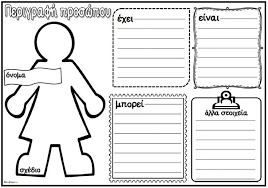 Περιγραφή προσώπου
έχει
είναι
όνομα
μπορεί
άλλα στοιχεία
σχέδιο